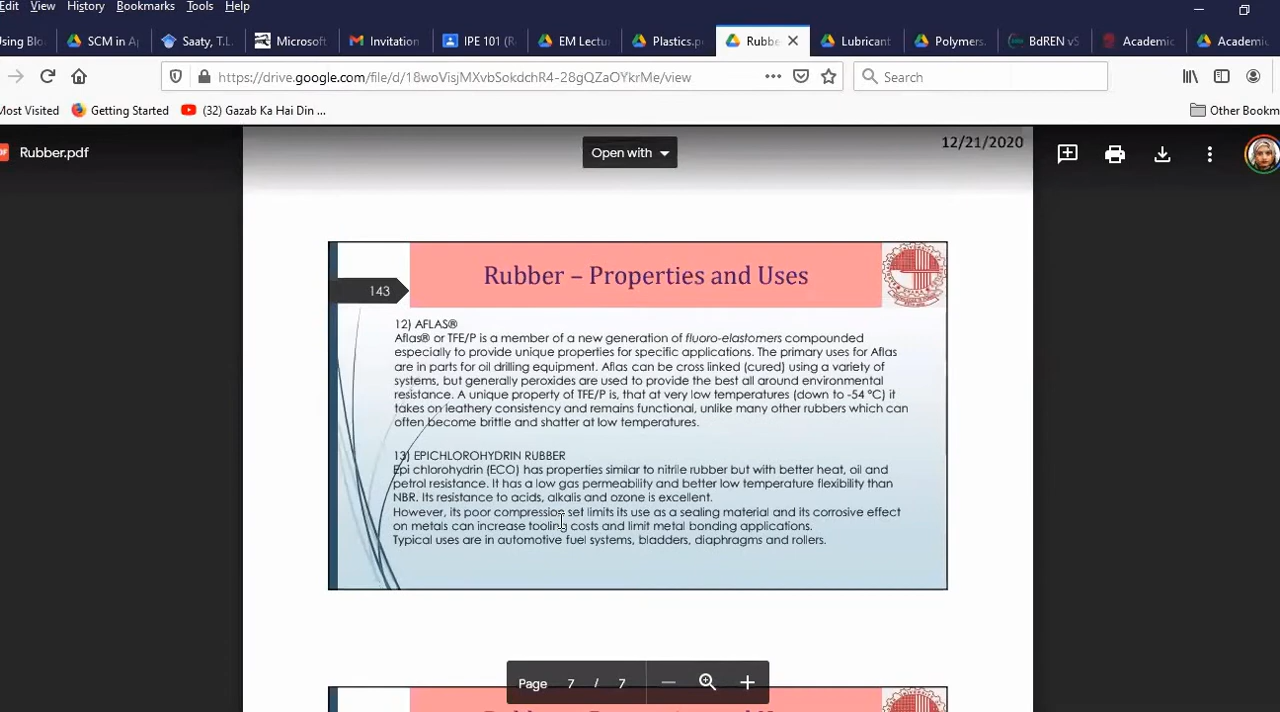 Edit View History Bookmarks Tools Help
sing Blo SCM in Ap Saaty, T.L. Microsoft Invitation IPE 101 (R EM Lectu Plastics.p Rubbe Lubricant Polymers. BdREN vS Academic Academi
https://drive.google.com/file/d/18woVisjMXvbSokdchR4-28gQZaOYkrMe/view Search
Most Visited Getting Started (32) Gazab Ka Hai Din ... Other Bookm
Rubber.pdf Open with 12/21/2020
Rubber – Properties and Uses
143
12) AFLAS®
Aflas® or TFE/P is a member of a new generation of fluoro-elastomers compounded
especially to provide unique properties for specific applications. The primary uses for Aflas
are in parts for oil drilling equipment. Aflas can be cross linked (cured) using a variety of
systems, but generally peroxides are used to provide the best all around environmental
resistance. A unique property of TFE/P is, that at very low temperatures (down to -54 °C) it
takes on leathery consistency and remains functional, unlike many other rubbers which can
often become brittle and shatter at low temperatures.
13) EPICHLOROHYDRIN RUBBER
Epi chlorohydrin (ECO) has properties similar to nitrile rubber but with better heat, oil and
petrol resistance. It has a low gas permeability and better low temperature flexibility than
NBR. Its resistance to acids, alkalis and ozone is excellent.
However, its poor compression set limits its use as a sealing material and its corrosive effect
on metals can increase tooling costs and limit metal bonding applications.
Typical uses are in automotive fuel systems, bladders, diaphragms and rollers.
Page 7 / 7